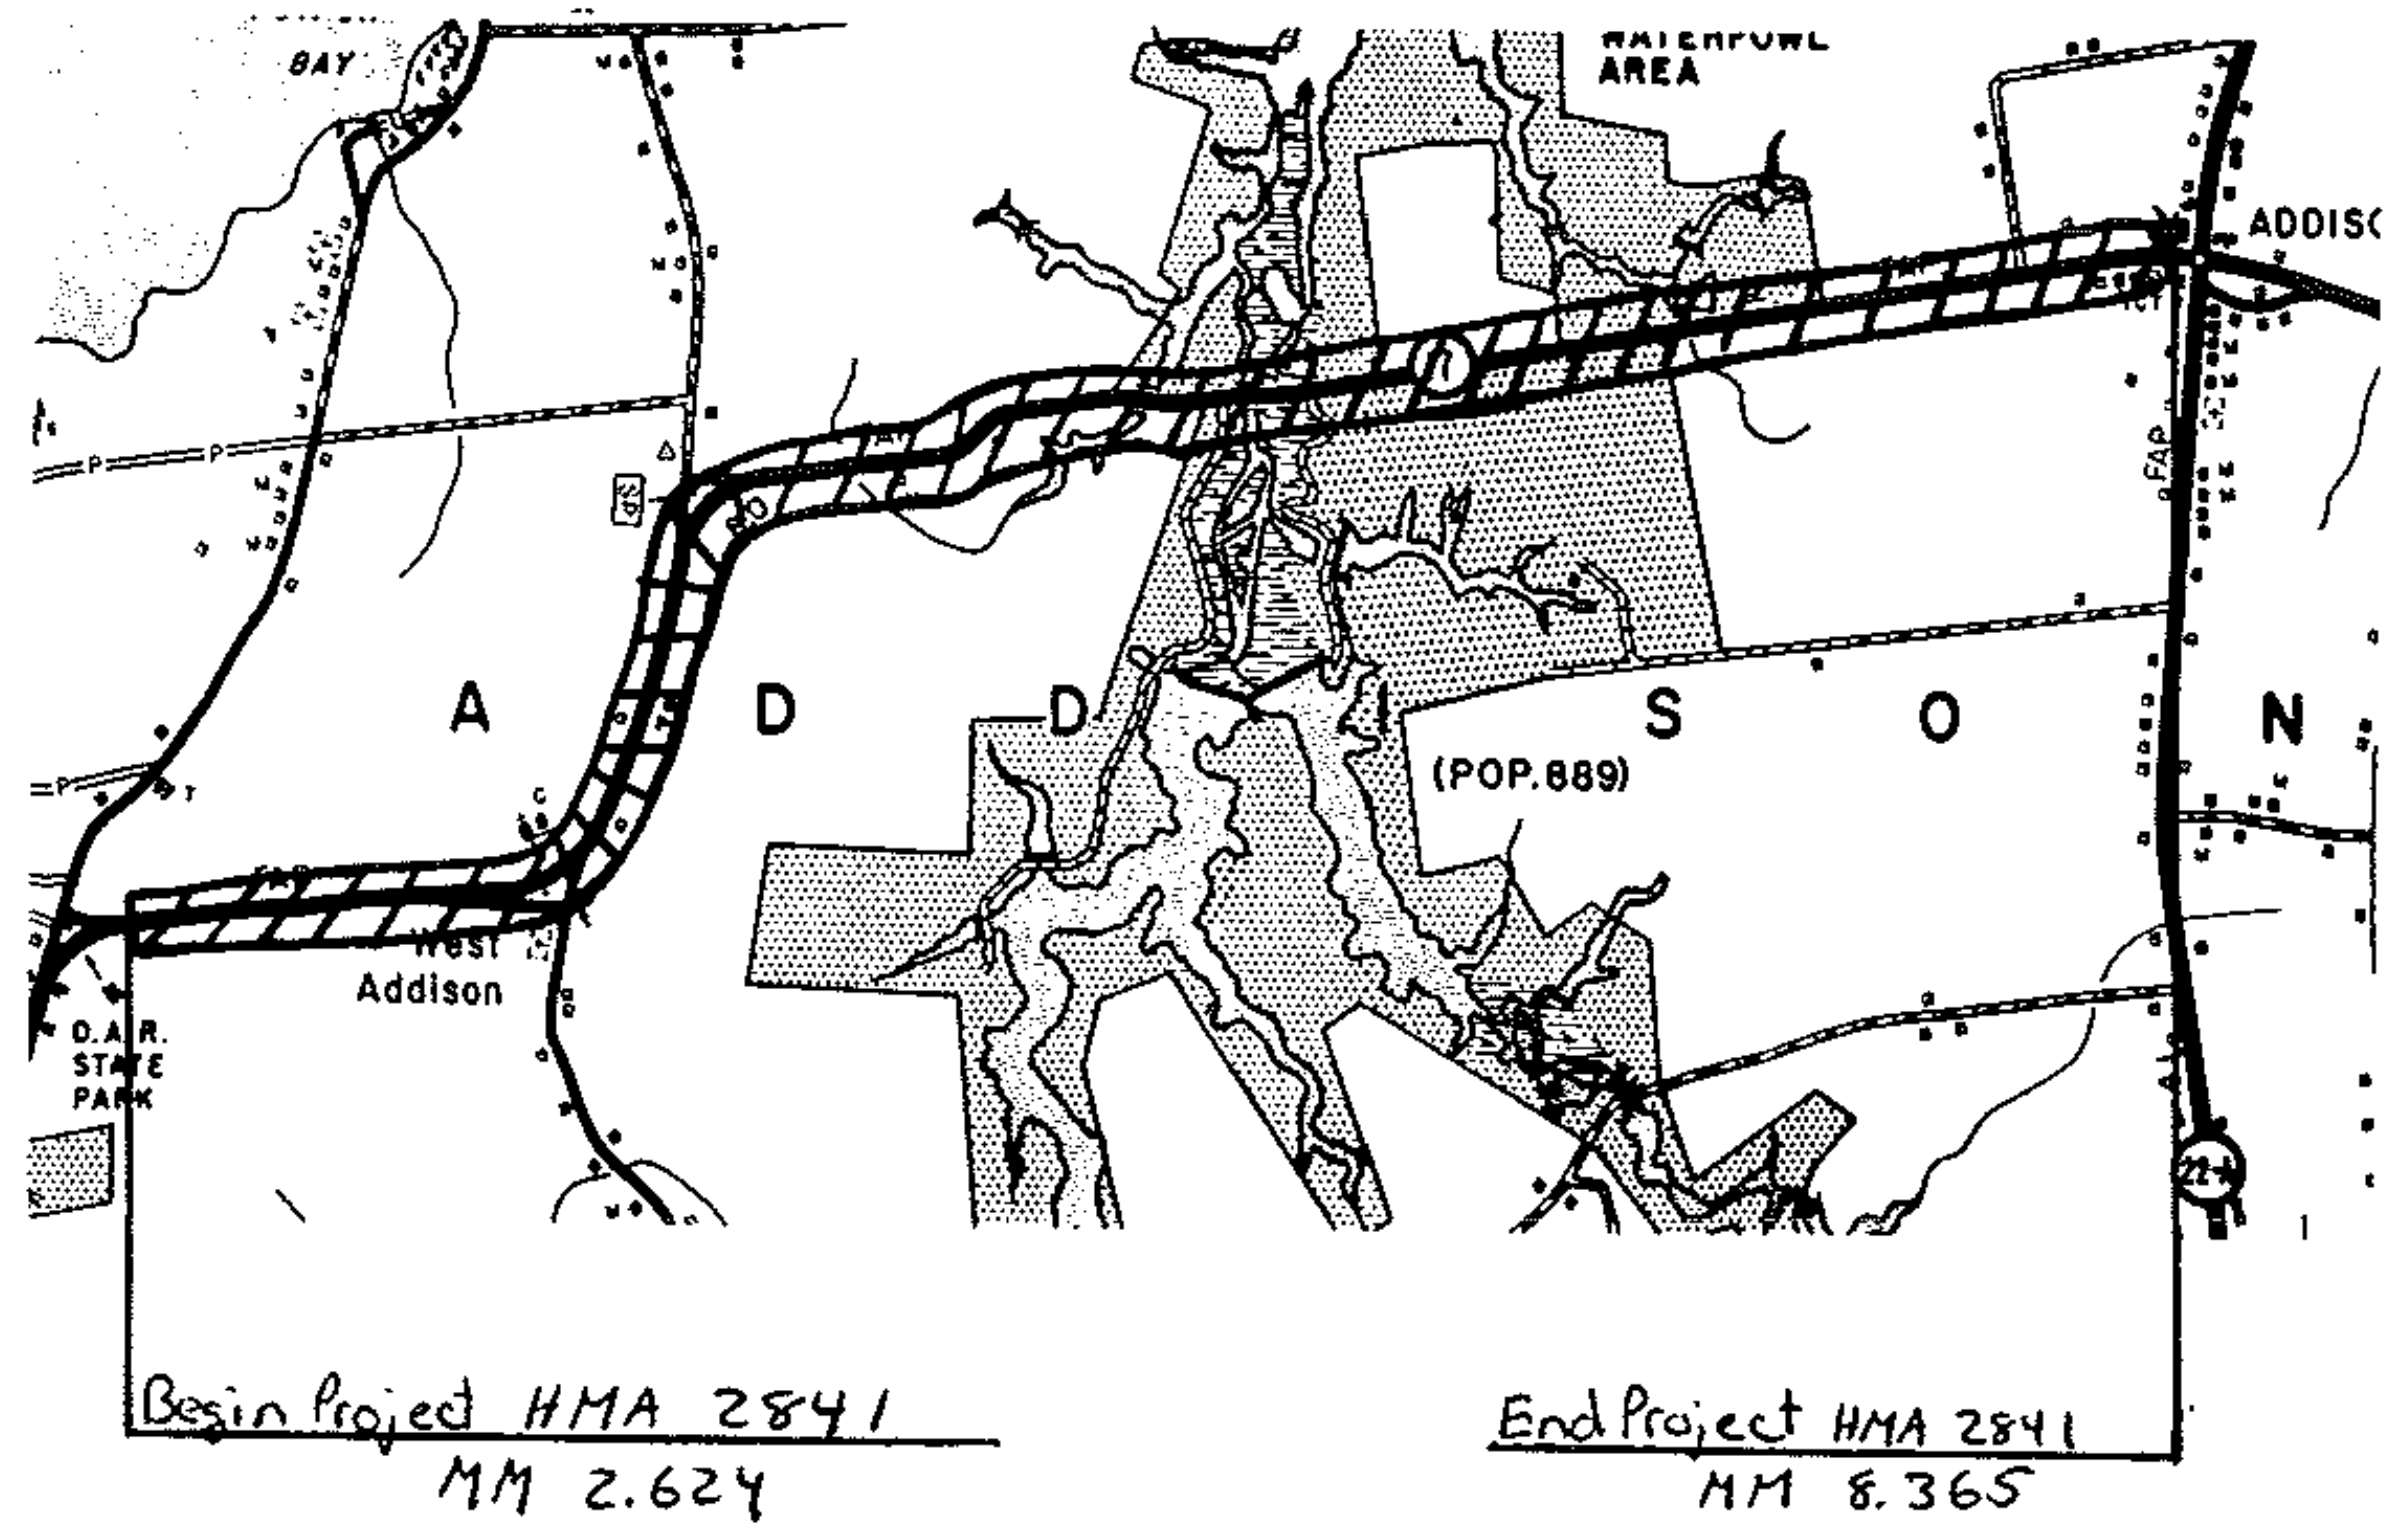 BAY
WATERFOWL
AREA
ADDISO
P
P
FAP
A D D S O N
(POP. 889)
P
T
C
West
Addison
D.A.R.
STATE
PARK
Begin Project HMA 2841
MM 2.624
End Project HMA 2841
MM 8.365